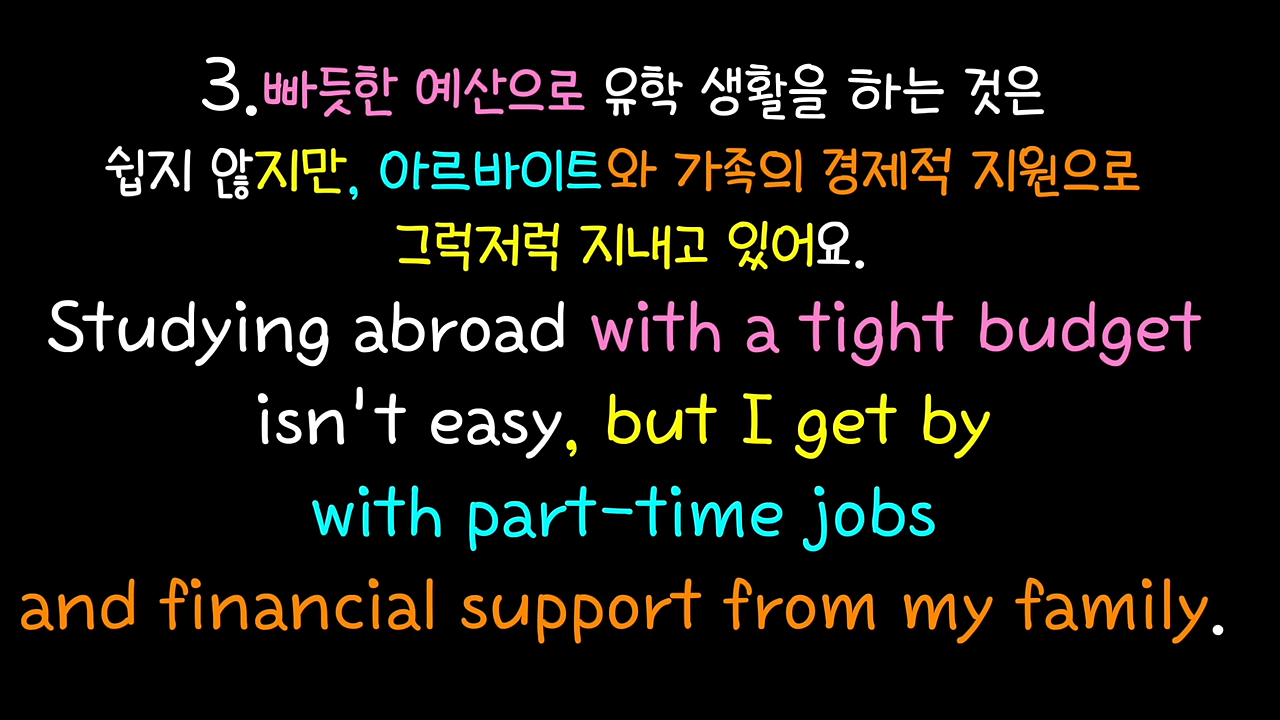 3.빠듯한 예산으로 유학 생활을 하는 것은
쉽지 않지만, 아르바이트와 가족의 경제적 지원으로
그럭저럭 지내고 있어요.
Studying abroad with a tight budget
isn't easy, but I get by
with part-time jobs
and financial support from my family.